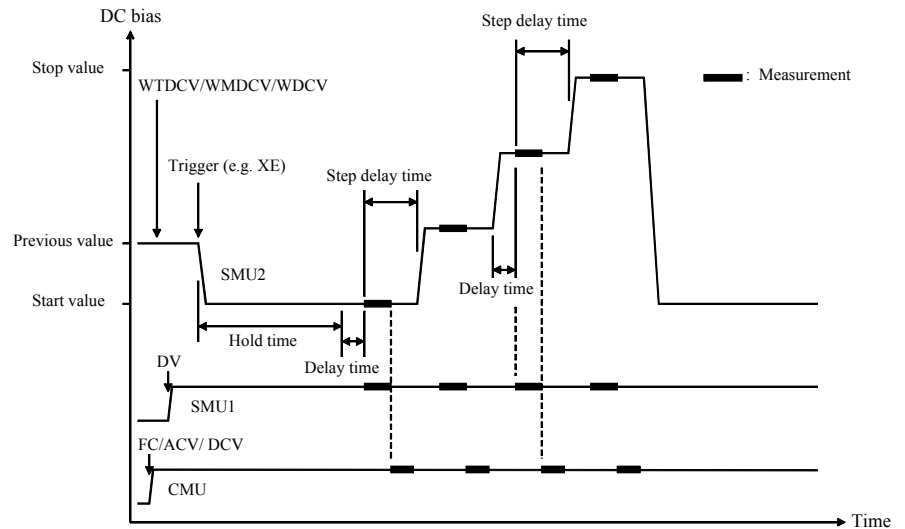 DC bias
Step delay time
Stop value
: Measurement
WTDCV/WMDCV/WDCV
Trigger (e.g. XE)
Step delay time
Previous value
SMU2
Delay time
Start value
Hold time
Delay time
DV
SMU1
FC/ACV/ DCV
CMU
Time